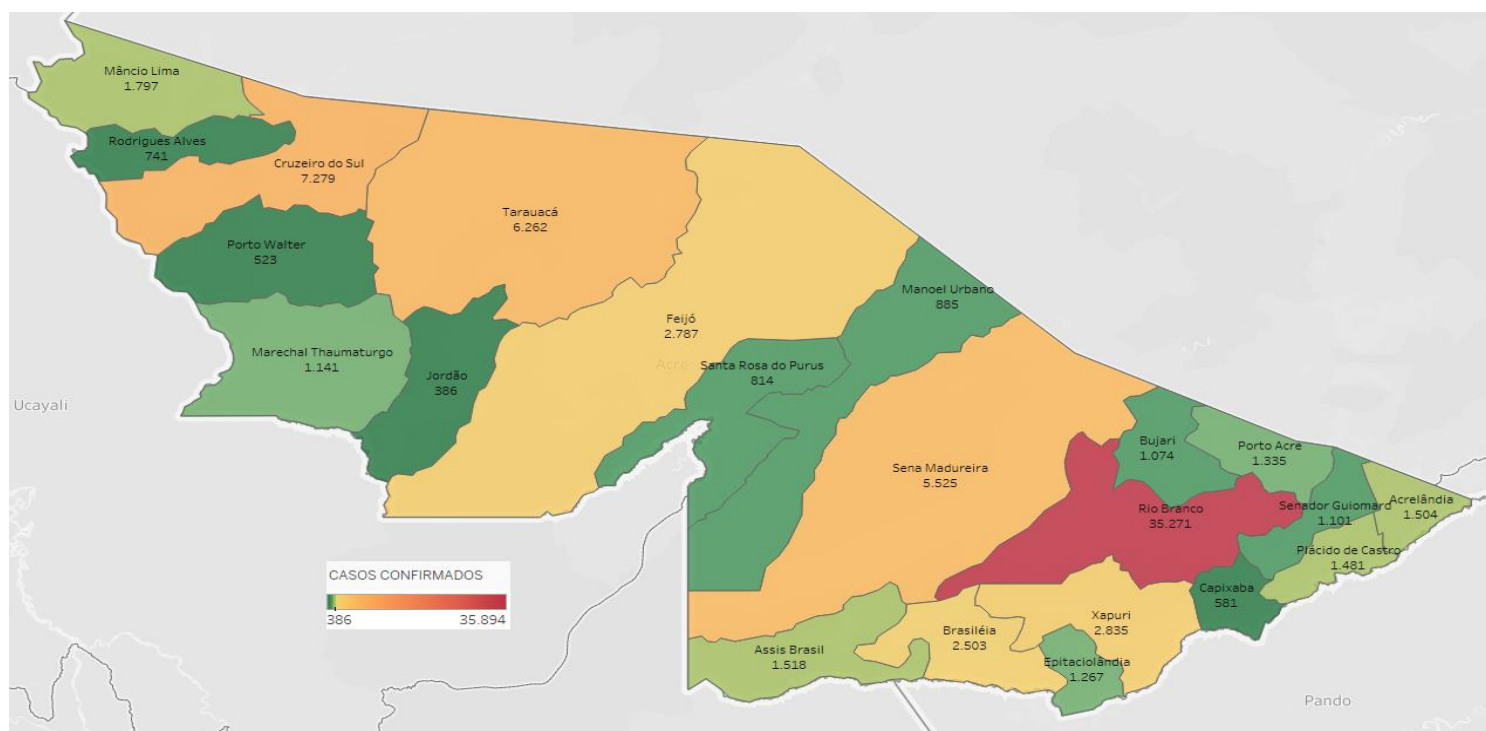 Mâncio Lima
1.797
Rodrigues Alves
741
Cruzeiro do Sul
7.279
Tarauacá
6.262
Porto Walter
523
Manoel Urbano
885
Feijó
2.787
Marechal Thaumaturgo
1.141
Jordão
386
Acre
Santa Rosa do Purus
814
Ucayali
Bujari
1.074
Porto Acre
1.335
Sena Madureira
5.525
Rio Branco
35.271
Senador Guiomard
1.101
Acrelândia
1.504
Plácido de Castro
1.481
CASOS CONFIRMADOS
386
35.894
Capixaba
581
Xapuri
2.835
Brasiléia
2.503
Assis Brasil
1.518
Epitaciolândia
1.267
Pando